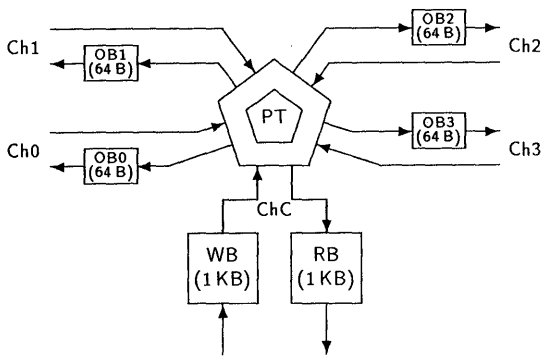 OB2
(64 B)
Ch1
Ch2
OB1
(64 B)
PT
OB3
(64 B)
Ch0
Ch3
OB0
(64 B)
ChC
WB
(1 KB)
RB
(1 KB)